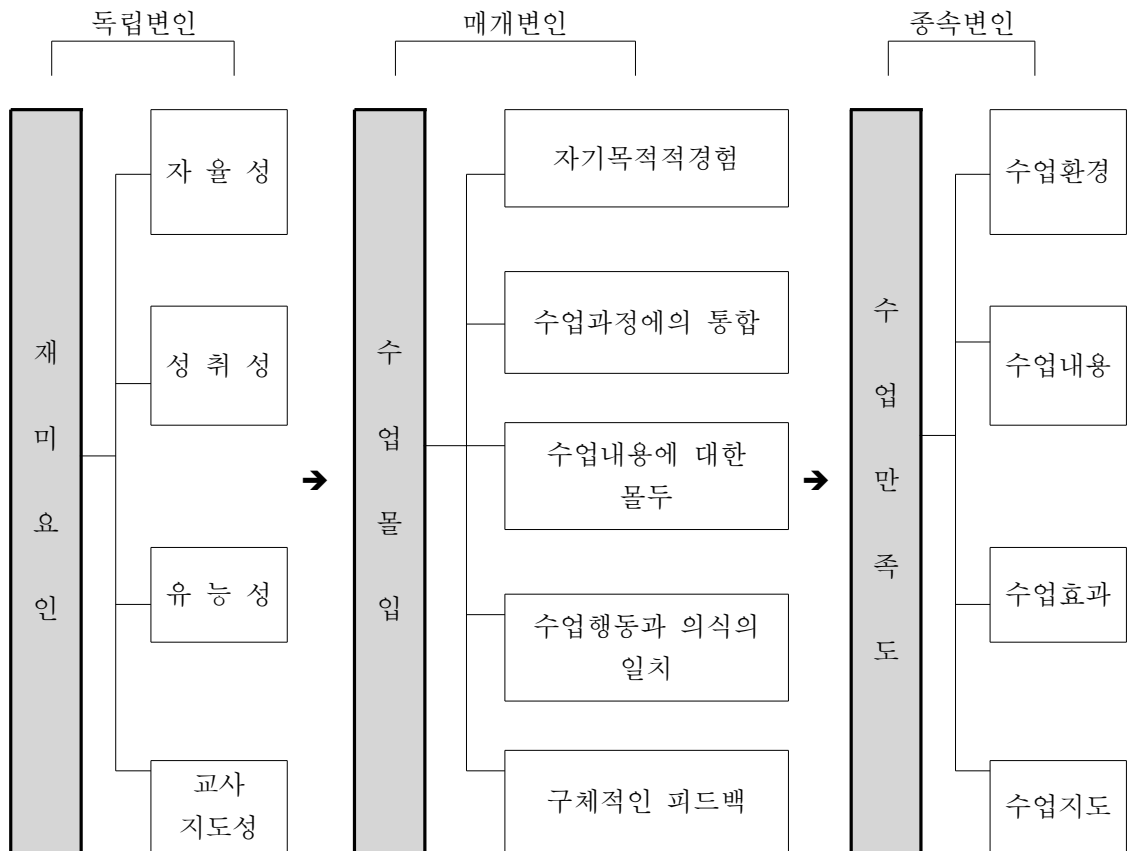 독립변인
매개변인
종속변인
재미요인
자 율 성
성 취 성
유 능 성
교사
지도성
➔
수업몰입
자기목적적경험
수업과정에의 통합
수업내용에 대한
몰두
수업행동과 의식의
일치
구체적인 피드백
➔
수업만족도
수업환경
수업내용
수업효과
수업지도